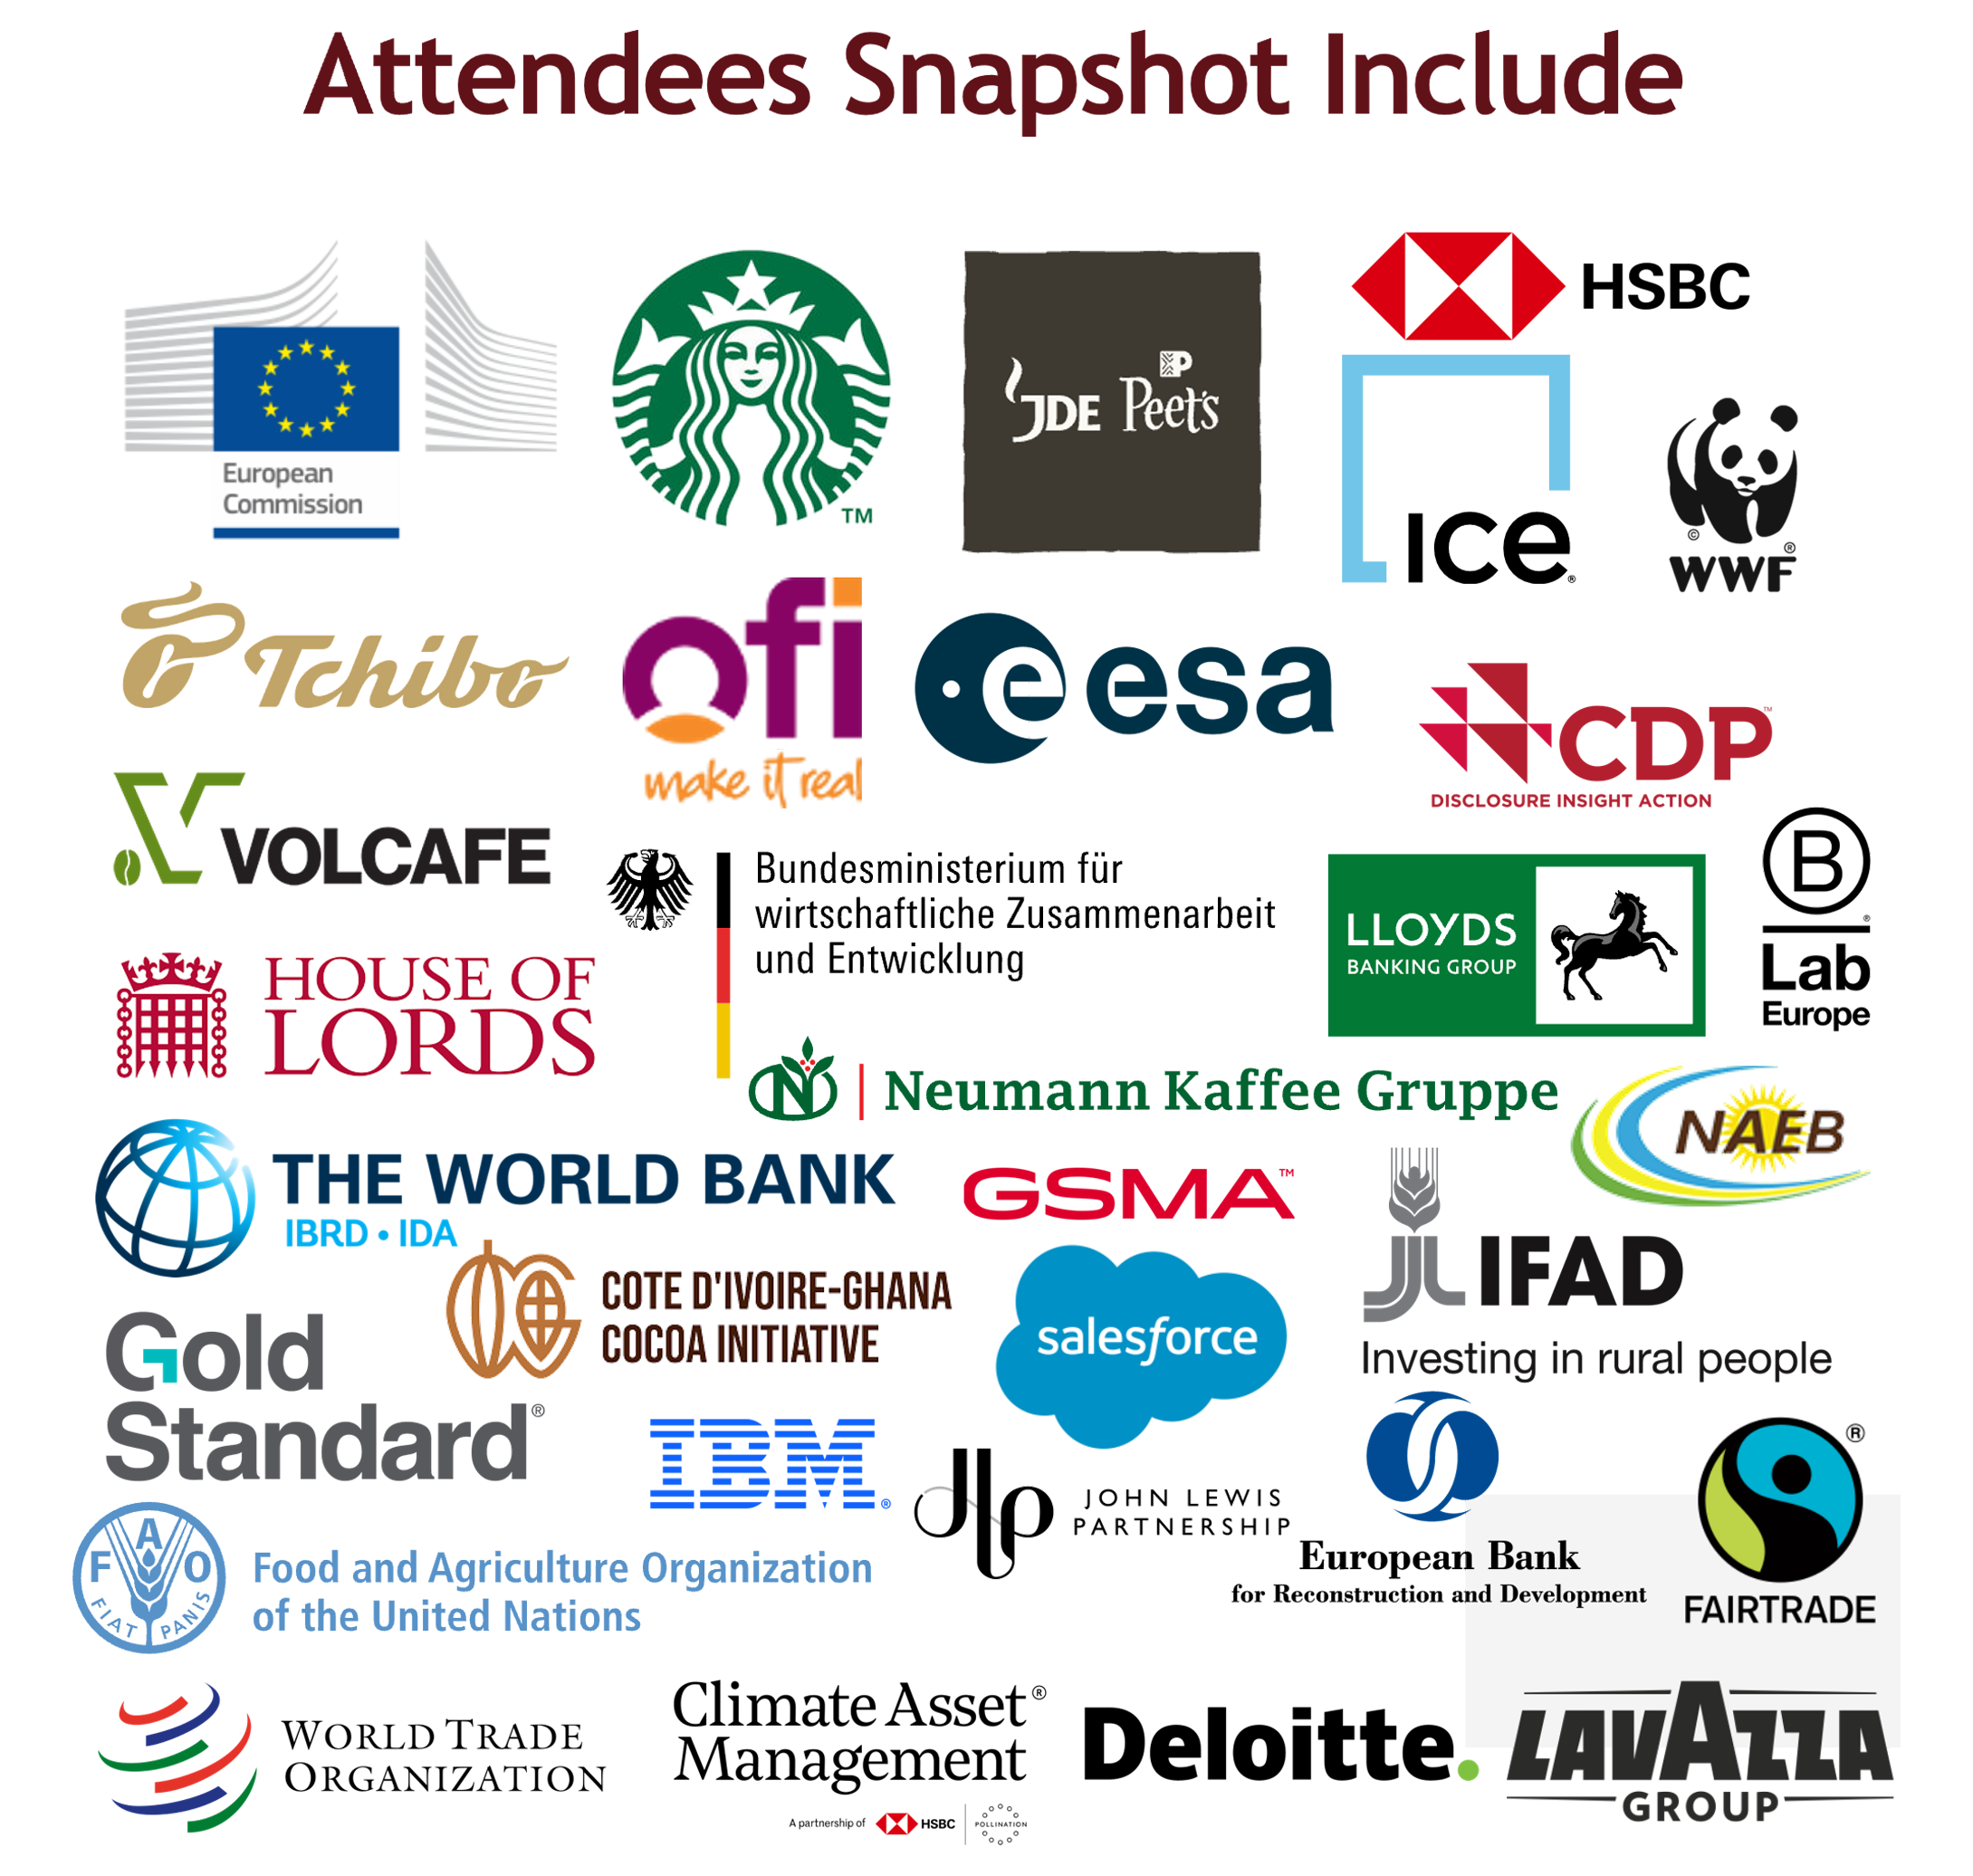 Attendees Snapshot Include
European
Commission
TM
JDE Peet's
HSBC
ice®
© ®
WWF
Tchibo
ofi
make it real
esa
CDP™
DISCLOSURE INSIGHT ACTION
VOLCAFE
Bundesministerium für
wirtschaftliche Zusammenarbeit
und Entwicklung
LLOYDS
BANKING GROUP
B®
Lab
Europe
HOUSE OF
LORDS
N
Neumann Kaffee Gruppe
NAEB
THE WORLD BANK
IBRD • IDA
GSMA™
IFAD
Investing in rural people
COTE D'IVOIRE-GHANA
COCOA INITIATIVE
salesforce
Gold
Standard®
IBM®
jlp
JOHN LEWIS
PARTNERSHIP
European Bank
for Reconstruction and Development
®
FAIRTRADE
FAO
FIAT PANIS
Food and Agriculture Organization
of the United Nations
WORLD TRADE
ORGANIZATION
Climate Asset®
Management
A partnership of HSBC POLLINATION
Deloitte.
LAVAZZA
GROUP